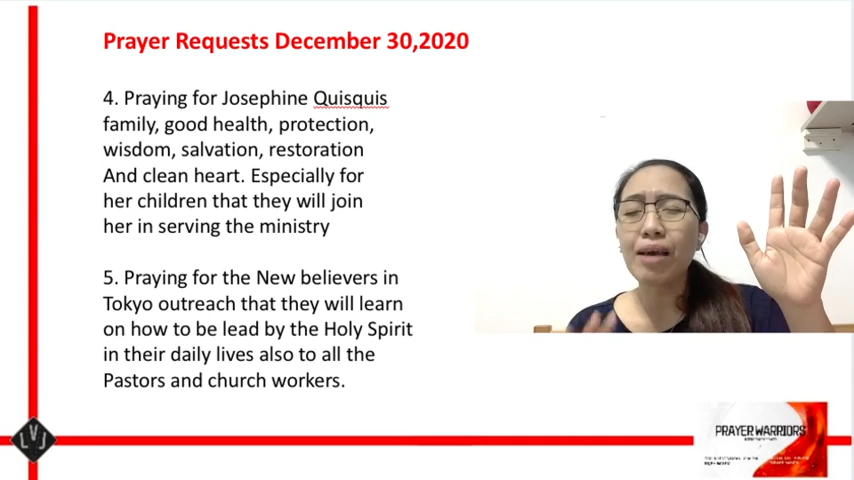 Prayer Requests December 30,2020
4. Praying for Josephine Quisquis
family, good health, protection,
wisdom, salvation, restoration
And clean heart. Especially for
her children that they will join
her in serving the ministry
5. Praying for the New believers in
Tokyo outreach that they will learn
on how to be lead by the Holy Spirit
in their daily lives also to all the
Pastors and church workers.
LVJ
PRAYER WARRIORS